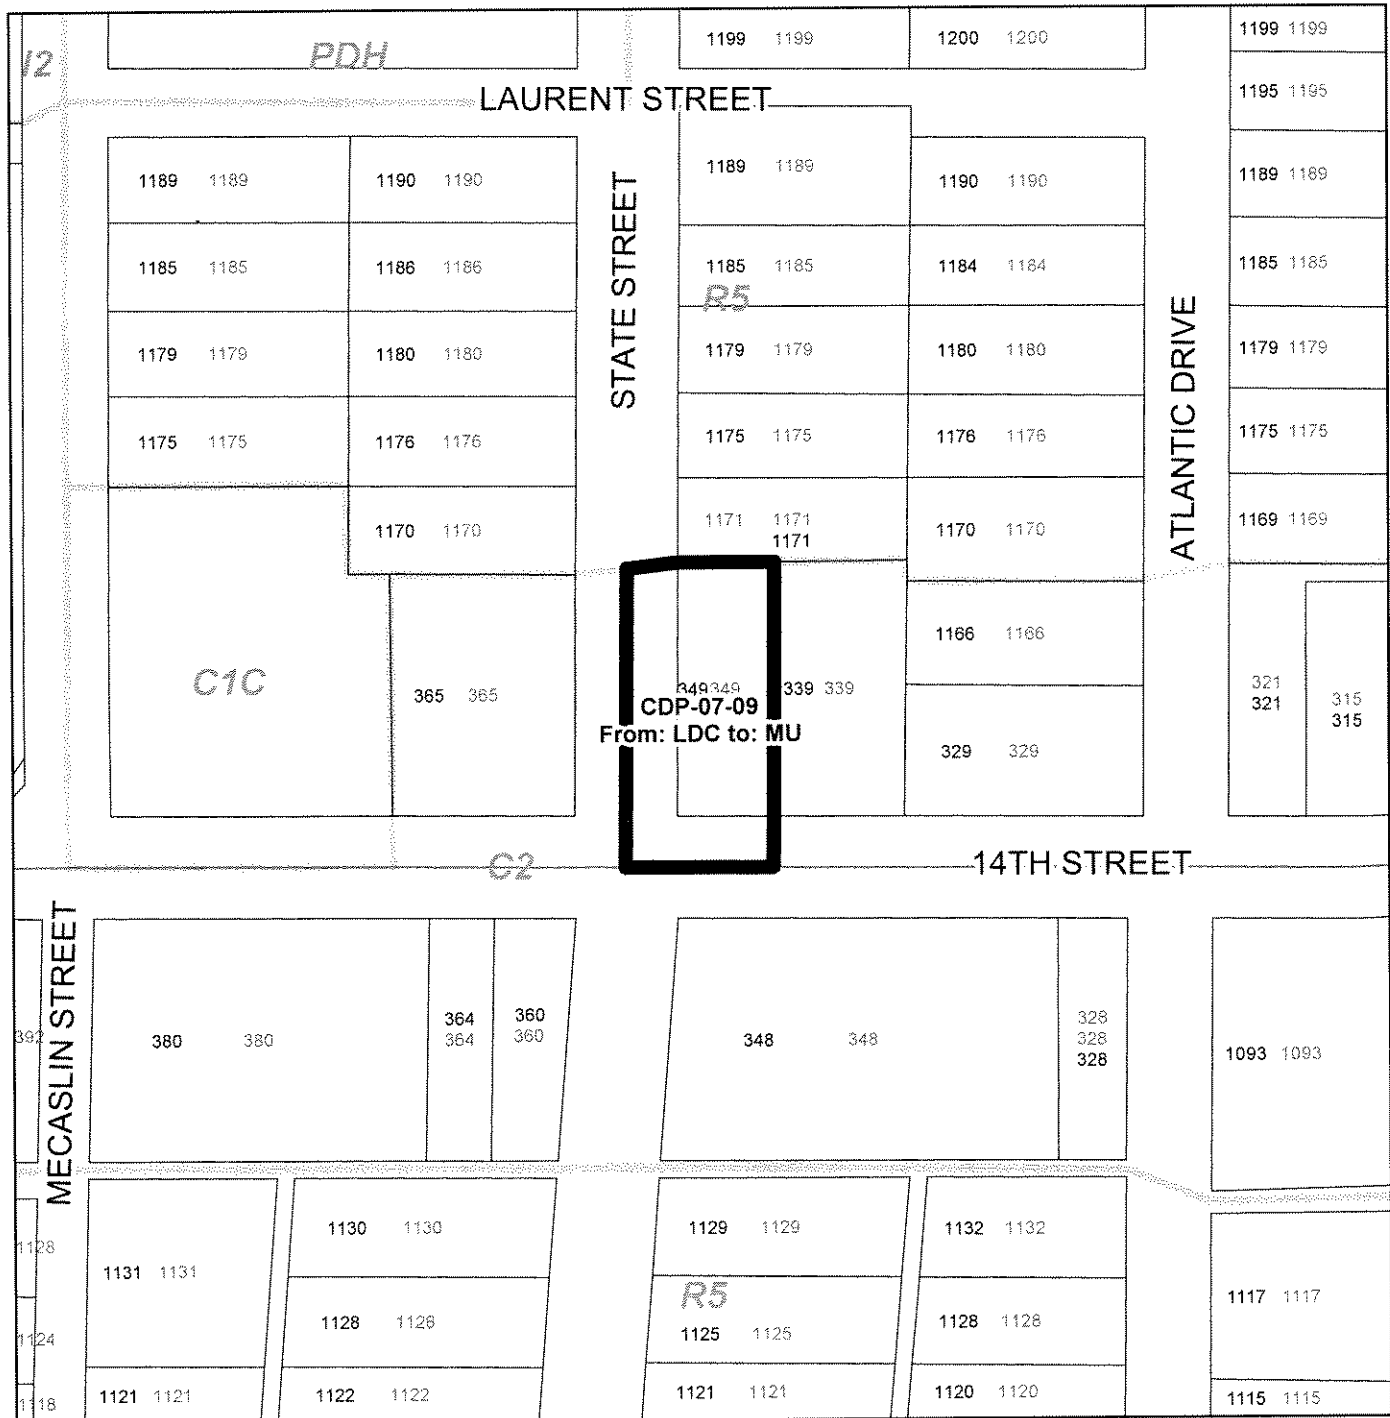 1199 1199 1200 1200 1199 1199
I2 PDH
1195 1195
LAURENT STREET
1189 1189 1190 1190 1189 1189 1190 1190 1189 1189
STATE STREET
1185 1185 1186 1186 1185 1185 1184 1184 1185 1185
R5
1179 1179 1180 1180 1179 1179 1180 1180 1179 1179
ATLANTIC DRIVE
1175 1175 1176 1176 1175 1175 1176 1176 1175 1175
1170 1170 1171 1171 1170 1170 1169 1169
1171
1166 1166
C1C 365 365 349 349 339 339 321 315
321 315
CDP-07-09
From: LDC to: MU
329 329
C2 14TH STREET
MECASLIN STREET
392 380 380 364 360 348 348 328 1093 1093
364 360 328
328
1128 1130 1130 1129 1129 1132 1132
1131 1131 R5 1117 1117
1124 1128 1128 1125 1125 1128 1128
1118 1121 1121 1122 1122 1121 1121 1120 1120 1115 1115